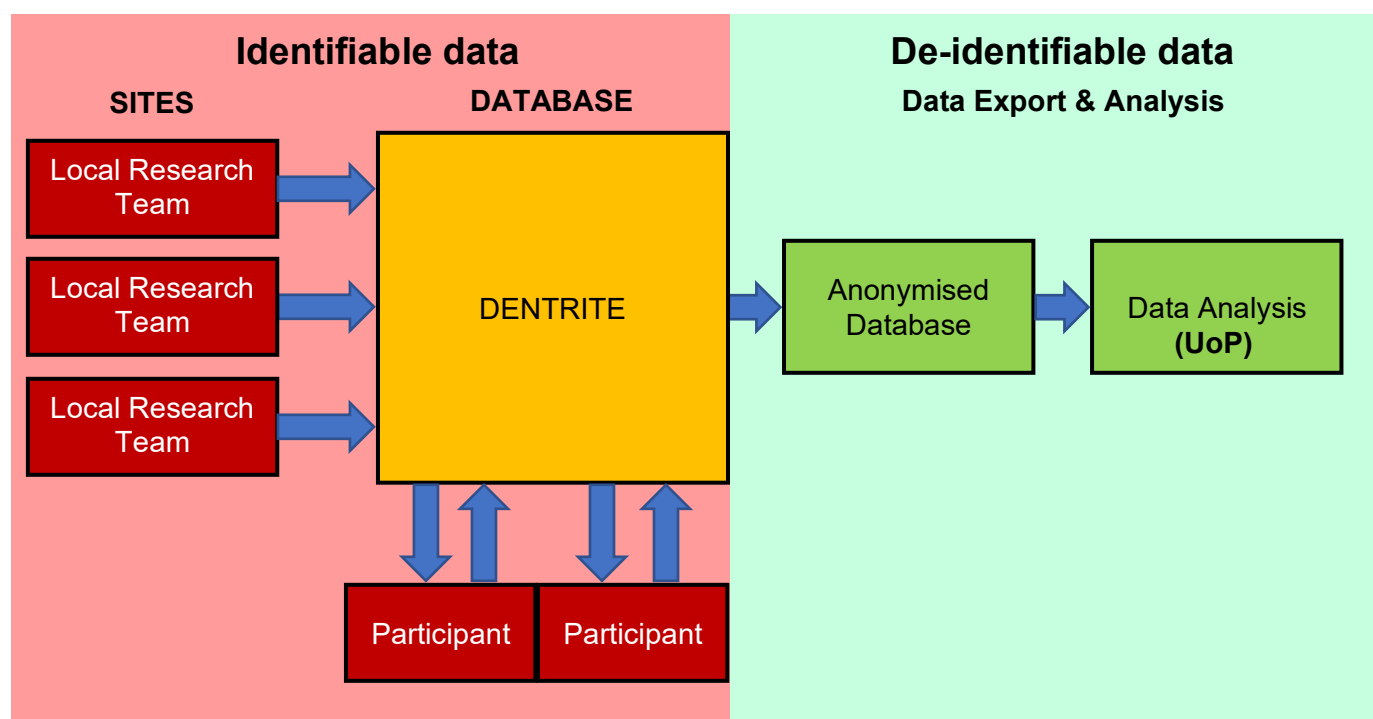 Identifiable data
De-identifiable data
SITES
DATABASE
Data Export & Analysis
Local Research
Team
Local Research
Team
Local Research
Team
DENTRITE
Anonymised
Database
Data Analysis
(UoP)
Participant
Participant